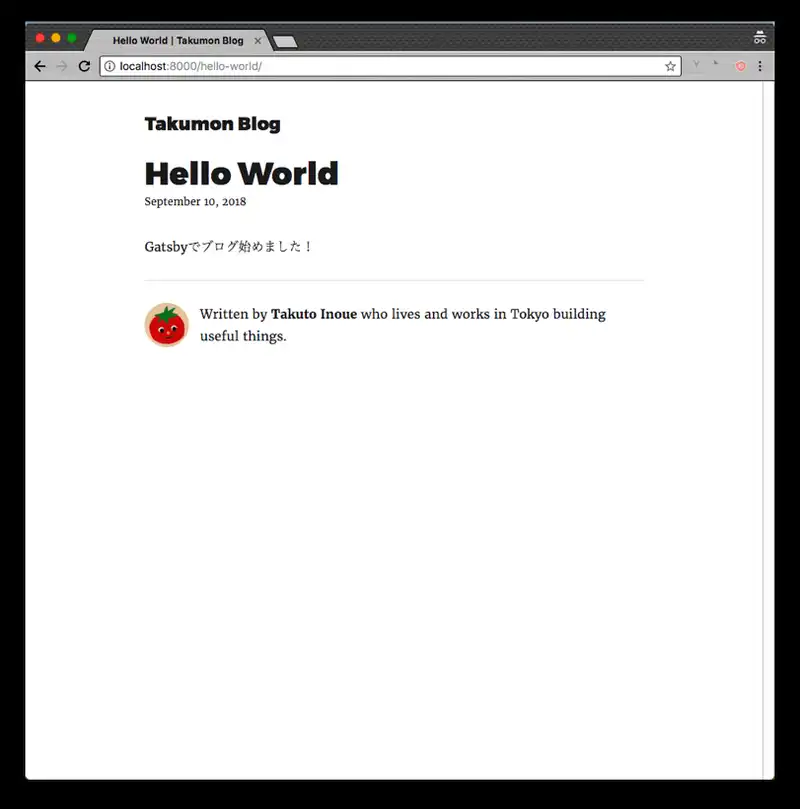 Hello World | Takumon Blog
localhost:8000/hello-world/
Takumon Blog
Hello World
September 10, 2018
Gatsbyでブログ始めました！
Written by Takuto Inoue who lives and works in Tokyo building
useful things.